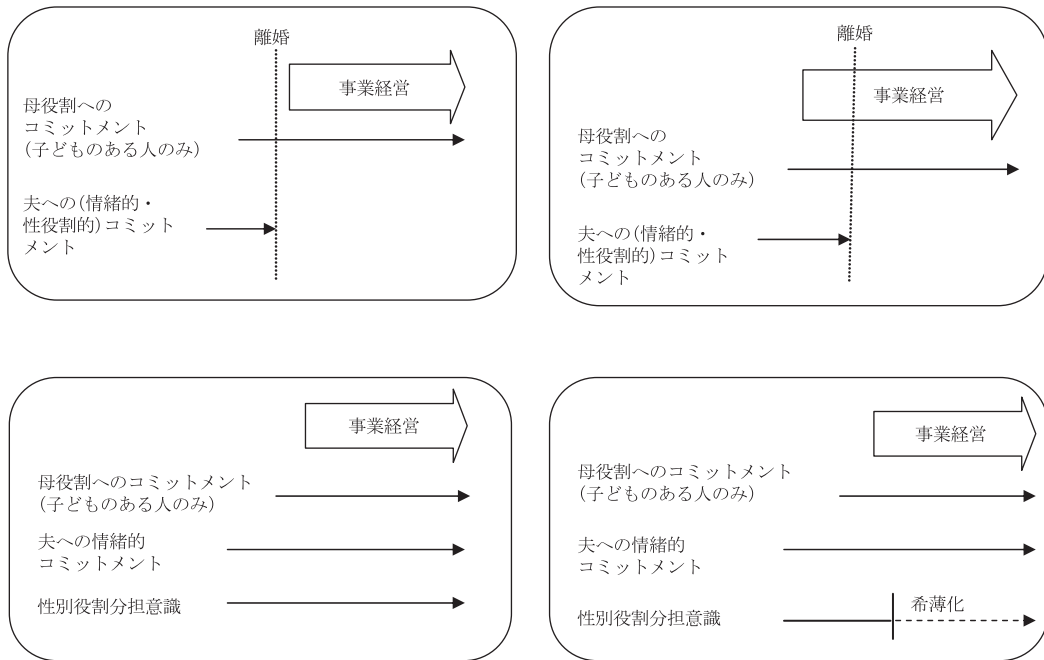 離婚
事業経営
母役割への
コミットメント
(子どものある人のみ)
夫への(情緒的・
性役割的)コミット
メント
離婚
事業経営
母役割への
コミットメント
(子どものある人のみ)
夫への(情緒的・
性役割的)コミット
メント
事業経営
母役割へのコミットメント
(子どものある人のみ)
夫への情緒的
コミットメント
性別役割分担意識
事業経営
母役割へのコミットメント
(子どものある人のみ)
夫への情緒的
コミットメント
性別役割分担意識
希薄化